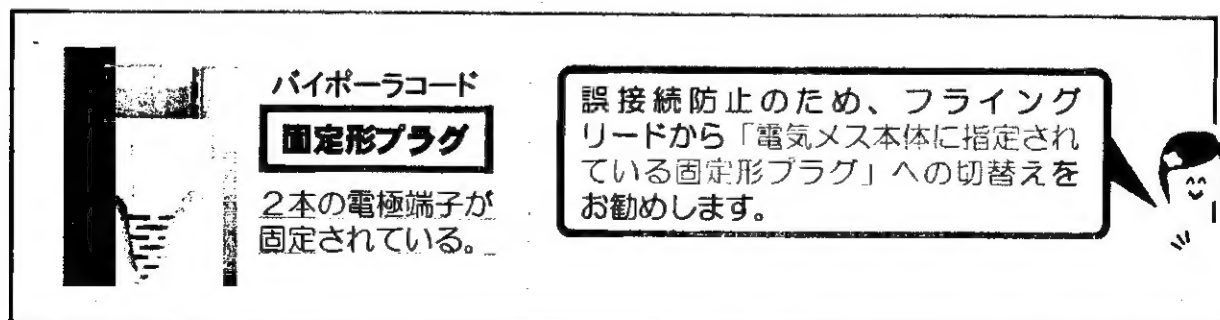 バイポーラコード
固定形プラグ
2本の電極端子が
固定されている。
誤接続防止のため、フライング
リードから「電気メス本体に指定され
ている固定形プラグ」への切替えを
お勧めします。